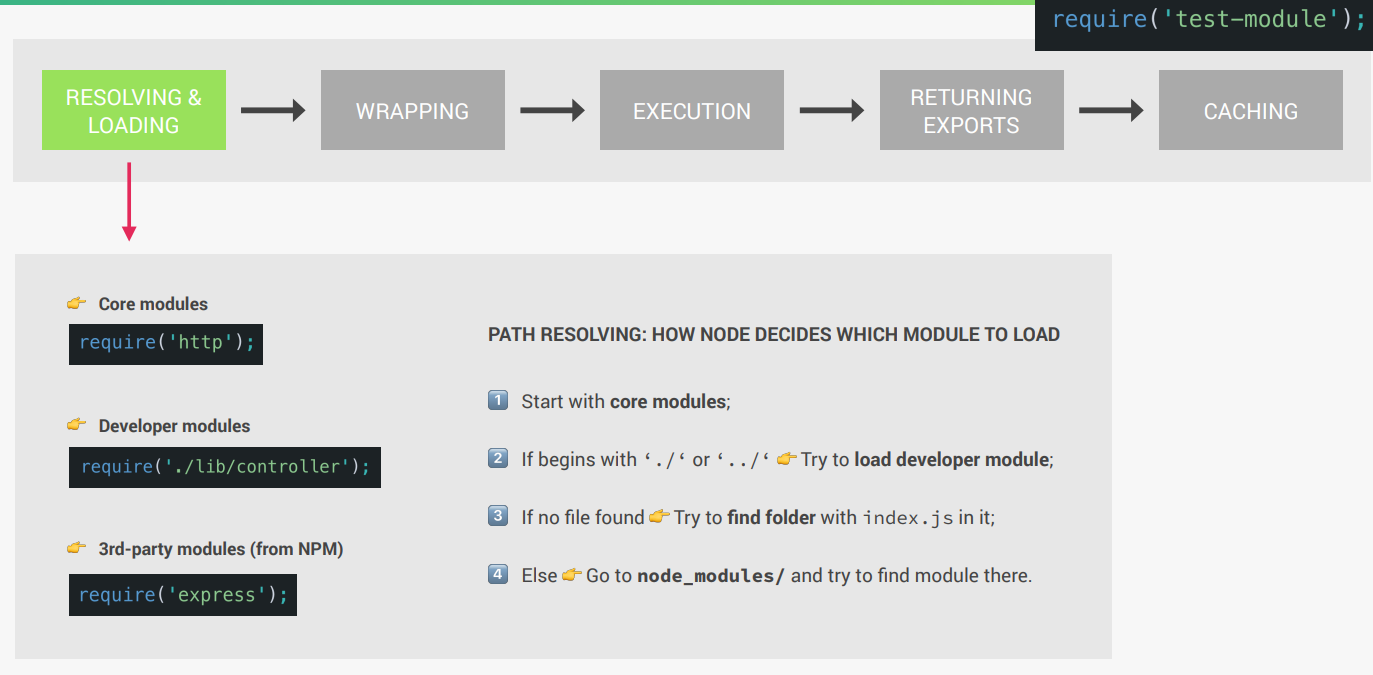 require('test-module');
RESOLVING &
LOADING
WRAPPING
EXECUTION
RETURNING
EXPORTS
CACHING
👉 Core modules
require('http');
👉 Developer modules
require('./lib/controller');
👉 3rd-party modules (from NPM)
require('express');
PATH RESOLVING: HOW NODE DECIDES WHICH MODULE TO LOAD
1 Start with core modules;
2 If begins with ‘./‘ or ‘../‘ 👉 Try to load developer module;
3 If no file found 👉 Try to find folder with index.js in it;
4 Else 👉 Go to node_modules/ and try to find module there.